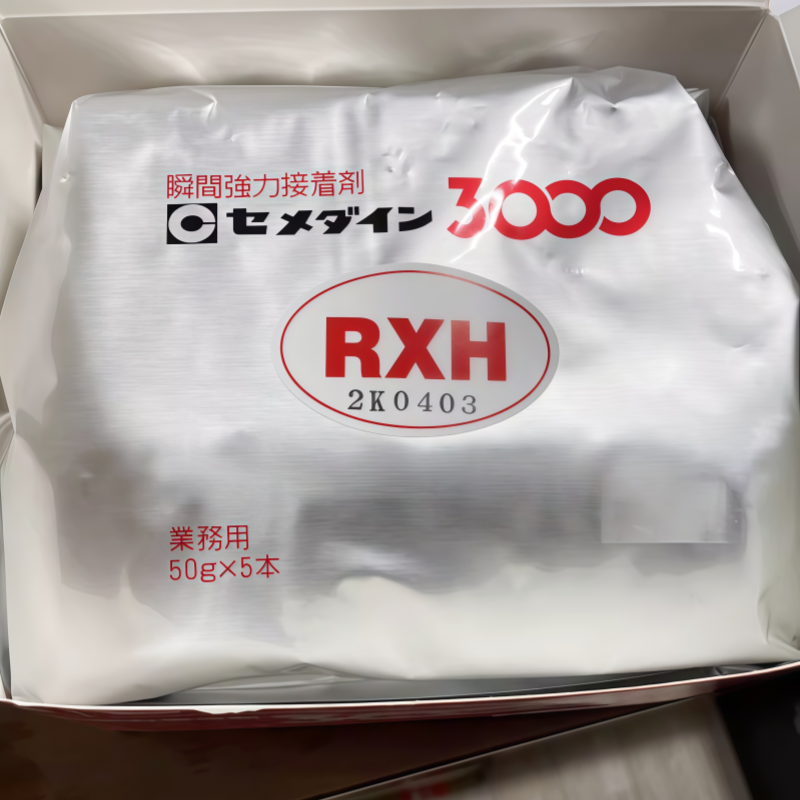 瞬間強力接着剤
セメダイン 3000
RXH
2K0403
業務用
50g×5本